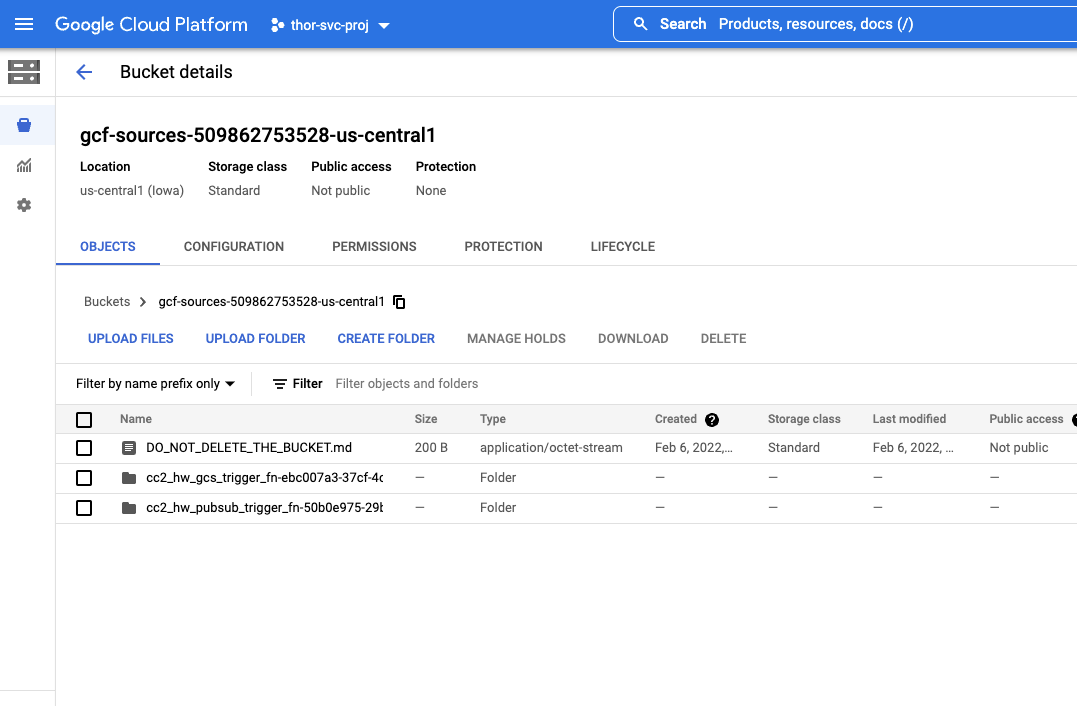 Google Cloud Platform thor-svc-proj Search Products, resources, docs (/)
Bucket details
gcf-sources-509862753528-us-central1
Location Storage class Public access Protection
us-central1 (Iowa) Standard Not public None
OBJECTS CONFIGURATION PERMISSIONS PROTECTION LIFECYCLE
Buckets > gcf-sources-509862753528-us-central1
UPLOAD FILES UPLOAD FOLDER CREATE FOLDER MANAGE HOLDS DOWNLOAD DELETE
Filter by name prefix only Filter Filter objects and folders
Name Size Type Created ? Storage class Last modified Public access
DO_NOT_DELETE_THE_BUCKET.md 200 B application/octet-stream Feb 6, 2022,... Standard Feb 6, 2022, ... Not public
cc2_hw_gcs_trigger_fn-ebc007a3-37cf-4c — Folder — — — —
cc2_hw_pubsub_trigger_fn-50b0e975-29b — Folder — — — —